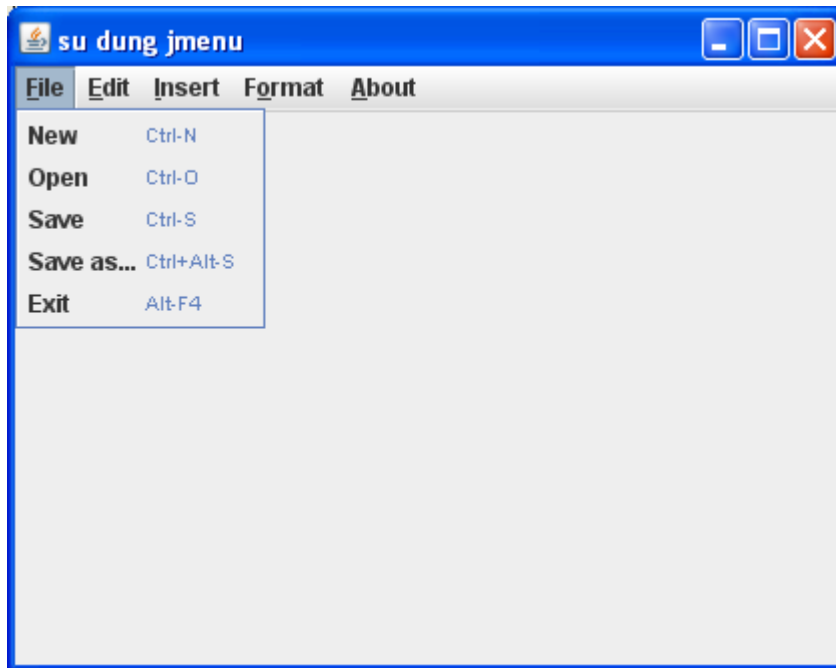 su dung jmenu
File Edit Insert Format About
New Ctrl-N
Open Ctrl-O
Save Ctrl-S
Save as... Ctrl+Alt-S
Exit Alt-F4